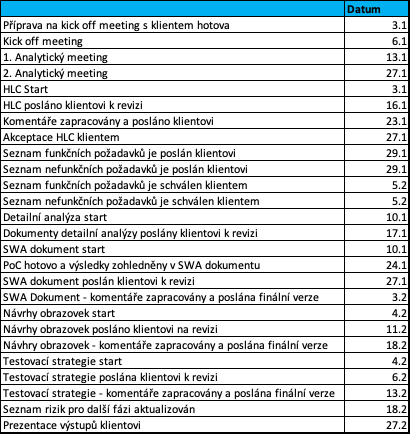 Datum
Příprava na kick off meeting s klientem hotova 3.1
Kick off meeting 6.1
1. Analytický meeting 13.1
2. Analytický meeting 27.1
HLC Start 3.1
HLC posláno klientovi k revizi 16.1
Komentáře zapracovány a posláno klientovi 23.1
Akceptace HLC klientem 27.1
Seznam funkčních požadavků je poslán klientovi 29.1
Seznam nefunkčních požadavků je poslán klientovi 29.1
Seznam funkčních požadavků je schválen klientem 5.2
Seznam nefunkčních požadavků je schválen klientem 5.2
Detailní analýza start 10.1
Dokumenty detailní analýzy poslány klientovi k revizi 17.1
SWA dokument start 10.1
PoC hotovo a výsledky zohledněny v SWA dokumentu 24.1
SWA dokument poslán klientovi k revizi 27.1
SWA Dokument - komentáře zapracovány a poslána finální verze 3.2
Návrhy obrazovek start 4.2
Návrhy obrazovek posláno klientovi na revizi 11.2
Návhry obrazovek - komentáře zapracovány a poslána finální verze 18.2
Testovací strategie start 4.2
Testovací strategie poslána klientovi k revizi 6.2
Testovací strategie - komentáře zapracovány a poslána finální verze 13.2
Seznam rizik pro další fázi aktualizován 18.2
Prezentace výstupů klientovi 27.2